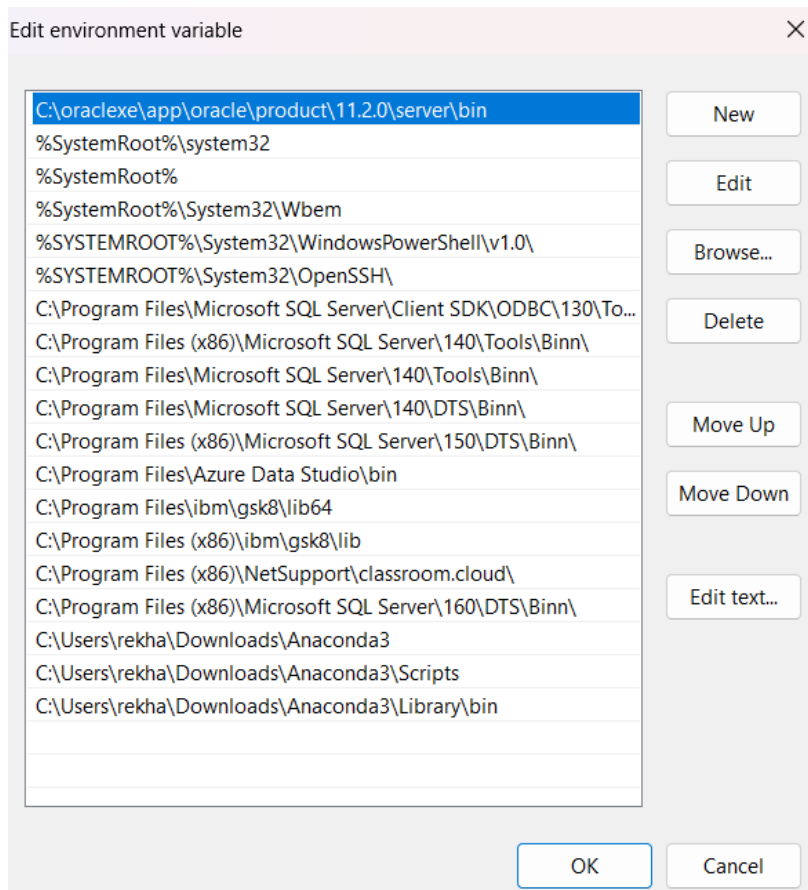 Edit environment variable
C:\oraclexe\app\oracle\product\11.2.0\server\bin
%SystemRoot%\system32
%SystemRoot%
%SystemRoot%\System32\Wbem
%SYSTEMROOT%\System32\WindowsPowerShell\v1.0\
%SYSTEMROOT%\System32\OpenSSH\
C:\Program Files\Microsoft SQL Server\Client SDK\ODBC\130\To...
C:\Program Files (x86)\Microsoft SQL Server\140\Tools\Binn\
C:\Program Files\Microsoft SQL Server\140\Tools\Binn\
C:\Program Files\Microsoft SQL Server\140\DTS\Binn\
C:\Program Files (x86)\Microsoft SQL Server\150\DTS\Binn\
C:\Program Files\Azure Data Studio\bin
C:\Program Files\ibm\gsk8\lib64
C:\Program Files (x86)\ibm\gsk8\lib
C:\Program Files (x86)\NetSupport\classroom.cloud\
C:\Program Files (x86)\Microsoft SQL Server\160\DTS\Binn\
C:\Users\rekha\Downloads\Anaconda3
C:\Users\rekha\Downloads\Anaconda3\Scripts
C:\Users\rekha\Downloads\Anaconda3\Library\bin
New
Edit
Browse...
Delete
Move Up
Move Down
Edit text...
OK
Cancel